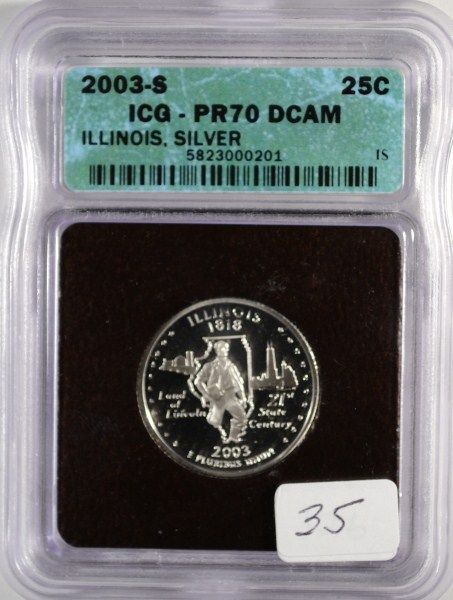 2003-S 25C
ICG - PR70 DCAM
ILLINOIS, SILVER
5823000201 IS
ILLINOIS
1818
Land of Lincoln
21st State Century
2003
E PLURIBUS UNUM
35